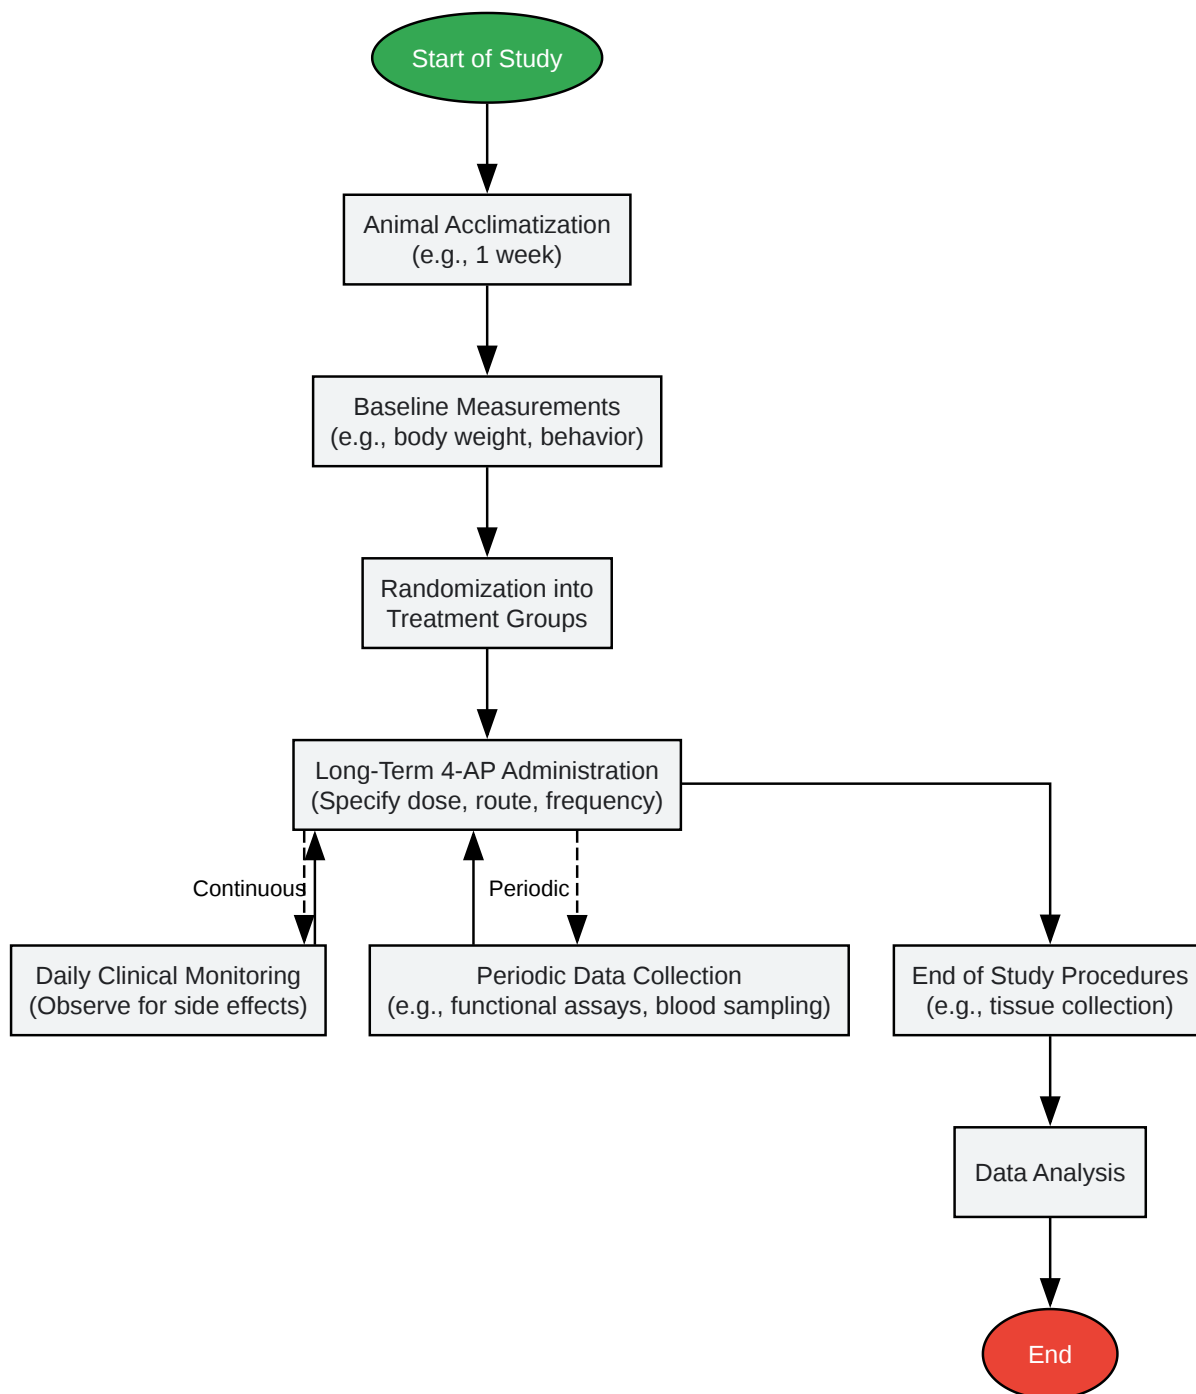 Start of Study
Animal Acclimatization
(e.g., 1 week)
Baseline Measurements
(e.g., body weight, behavior)
Randomization into
Treatment Groups
Long-Term 4-AP Administration
(Specify dose, route, frequency)
Continuous
Periodic
Daily Clinical Monitoring
(Observe for side effects)
Periodic Data Collection
(e.g., functional assays, blood sampling)
End of Study Procedures
(e.g., tissue collection)
Data Analysis
End